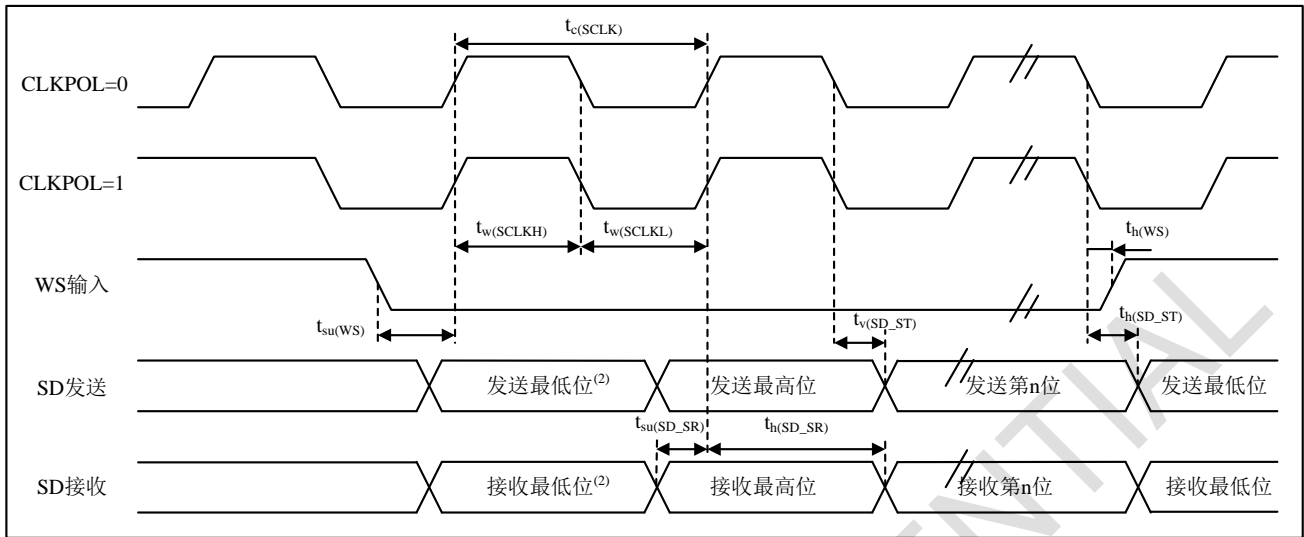 t_c(SCLK)
CLKPOL=0
CLKPOL=1
t_w(SCLKH) t_w(SCLKL) t_h(WS)
WS输入
t_su(WS) t_v(SD_ST) t_h(SD_ST)
SD发送 发送最低位(2) 发送最高位 发送第n位 发送最低位
t_su(SD_SR) t_h(SD_SR)
SD接收 接收最低位(2) 接收最高位 接收第n位 接收最低位
ENTIAL